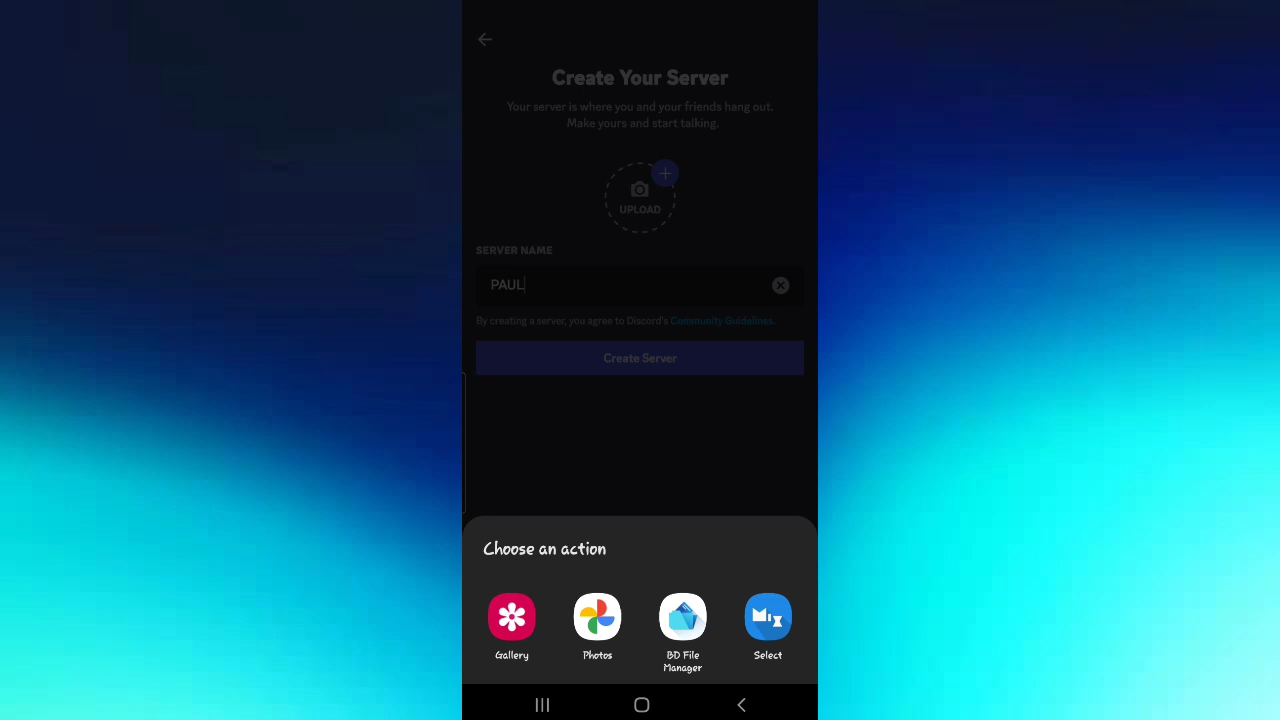 Create Your Server
Your server is where you and your friends hang out.
Make yours and start talking.
UPLOAD
SERVER NAME
PAUL
By creating a server, you agree to Discord's Community Guidelines.
Create Server
Choose an action
Gallery
Photos
BD File
Manager
Select